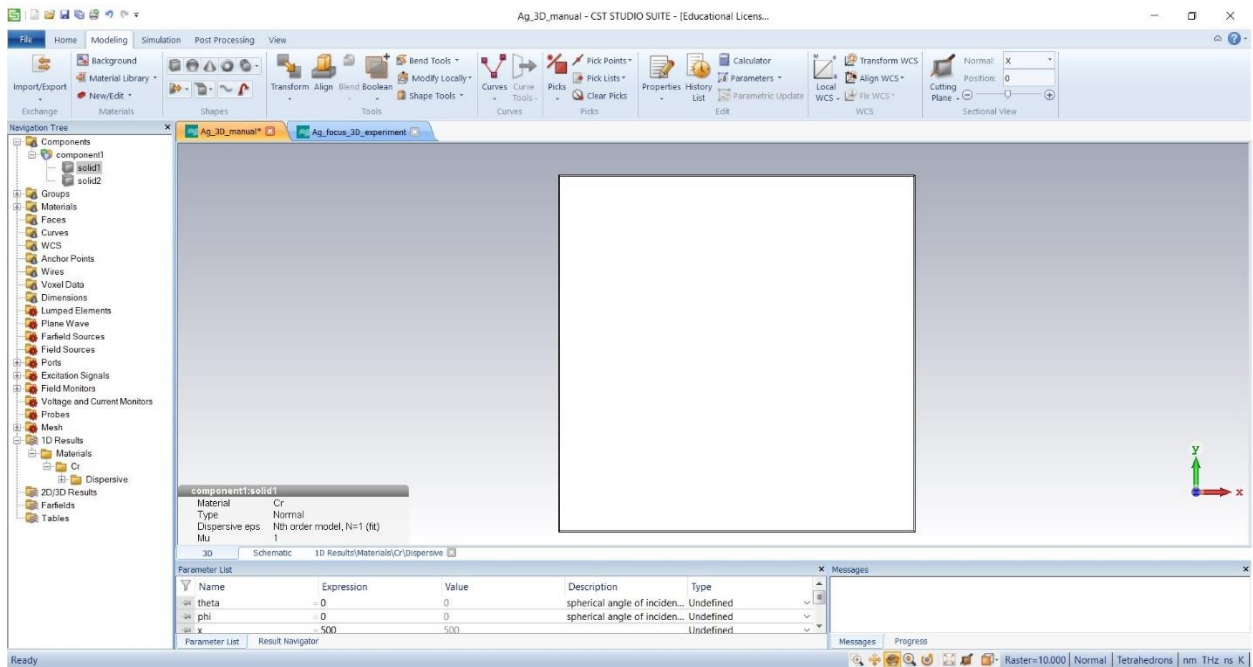 Ag_3D_manual - CST STUDIO SUITE - [Educational Licens...
File Home Modeling Simulation Post Processing View
Import/Export
Background
Material Library
New/Edit
Exchange
Materials
Shapes
Transform Align Blend Boolean
Bend Tools
Modify Locally
Shape Tools
Tools
Curves Curve Tools
Curves
Picks
Pick Points
Pick Lists
Clear Picks
Picks
Properties History List
Calculator
Parameters
Parametric Update
Edit
Local WCS
Transform WCS
Align WCS
Fix WCS
WCS
Cutting Plane
Normal: X
Position: 0
Sectional View
Navigation Tree
Ag_3D_manual*
Ag_focus_3D_experiment
Components
component1
solid1
solid2
Groups
Materials
Faces
Curves
WCS
Anchor Points
Wires
Voxel Data
Dimensions
Lumped Elements
Plane Wave
Farfield Sources
Field Sources
Ports
Excitation Signals
Field Monitors
Voltage and Current Monitors
Probes
Mesh
1D Results
Materials
Cr
Dispersive
2D/3D Results
Farfields
Tables
y
x
component1:solid1
Material Cr
Type Normal
Dispersive eps Nth order model, N=1 (fit)
Mu 1
3D Schematic 1D Results\Materials\Cr\Dispersive
Parameter List
Name Expression Value Description Type
theta = 0 0 spherical angle of inciden... Undefined
phi = 0 0 spherical angle of inciden... Undefined
x = 500 500 Undefined
Parameter List Result Navigator
Messages
Messages Progress
Ready
Raster=10.000 Normal Tetrahedrons nm THz ns K